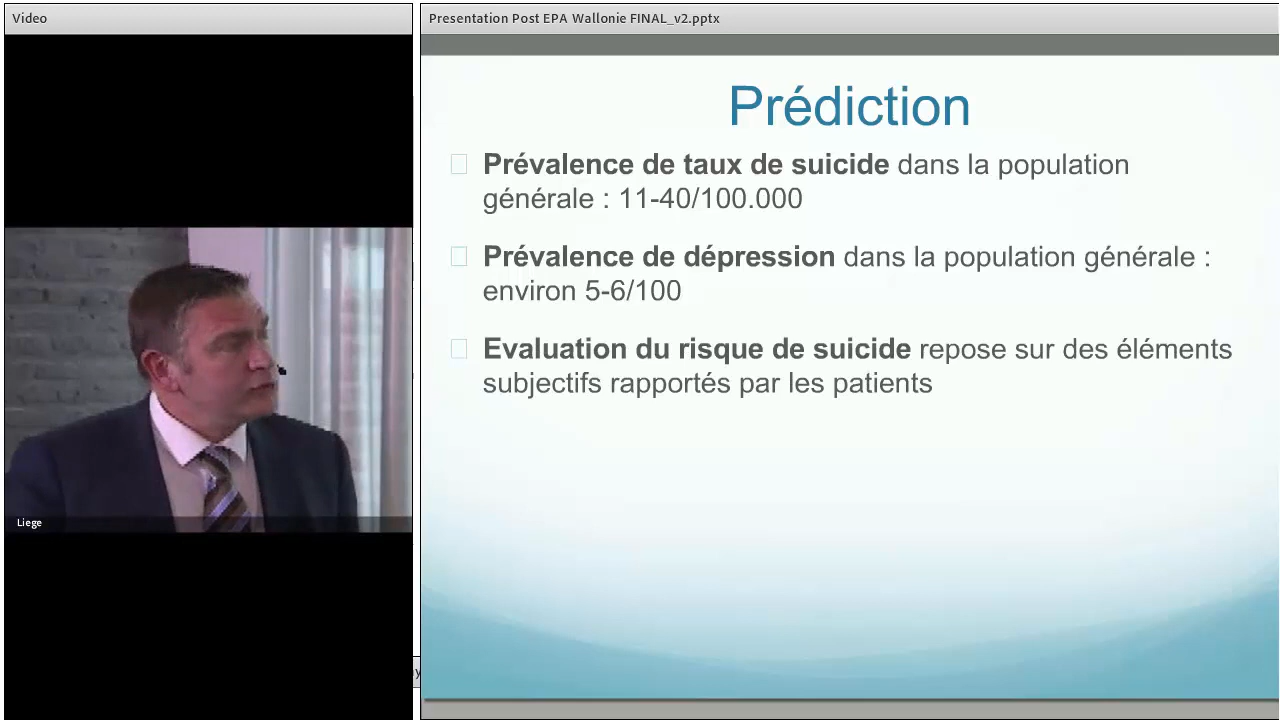 Video
Presentation Post EPA Wallonie FINAL_v2.pptx
Prédiction
Prévalence de taux de suicide dans la population
générale : 11-40/100.000
Prévalence de dépression dans la population générale :
environ 5-6/100
Evaluation du risque de suicide repose sur des éléments
subjectifs rapportés par les patients
Liege